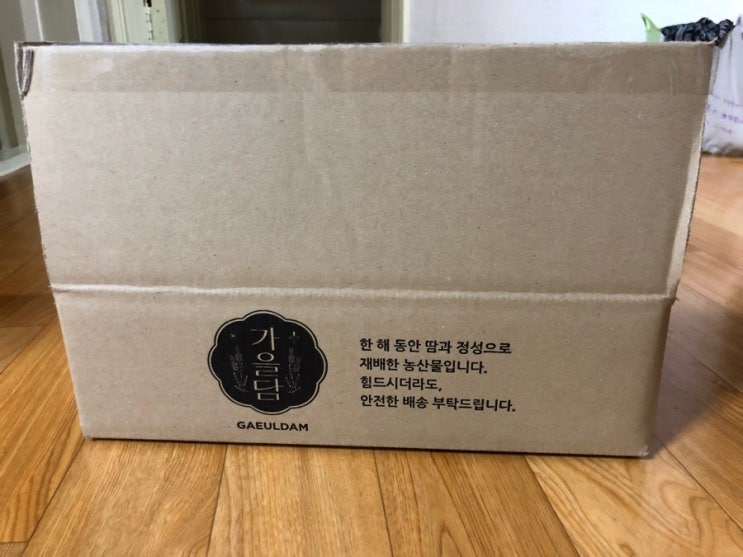 가을담
GAEULDAM
한 해 동안 땀과 정성으로
재배한 농산물입니다.
힘드시더라도,
안전한 배송 부탁드립니다.